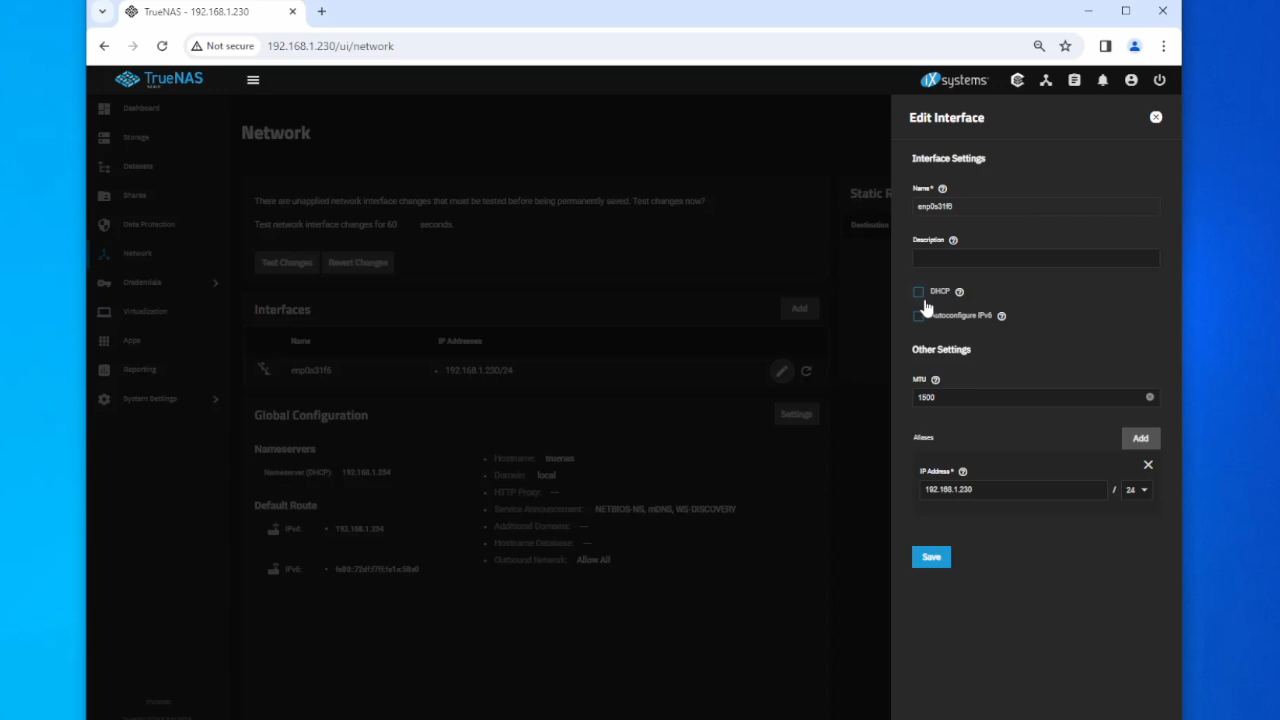 TrueNAS - 192.168.1.230
Not secure
192.168.1.230/ui/network
TrueNAS
SCALE
iX systems
Dashboard
Storage
Datasets
Shares
Data Protection
Network
Credentials
Virtualization
Apps
Reporting
System Settings
Network
There are unapplied network interface changes that must be tested before being permanently saved. Test changes now?
Test network interface changes for 60 seconds.
Test Changes
Revert Changes
Static R
Destination
Interfaces
Add
Name
IP Addresses
enp0s31f6
192.168.1.230/24
Global Configuration
Settings
Nameservers
Nameserver (DHCP): 192.168.1.254
Default Route
IPv4: • 192.168.1.254
IPv6:
• Hostname: truenas
• Domain: local
• HTTP Proxy: —
• Service Announcement: NETBIOS-NS, mDNS, WS-DISCOVERY
• Additional Domains: —
• Hostname Database: —
• Outbound Network: Allow All
Edit Interface
Interface Settings
Name*
enp0s31f6
Description
DHCP
utoconfigure IPv6
Other Settings
MTU
1500
Aliases
Add
IP Address*
192.168.1.230 / 24
Save